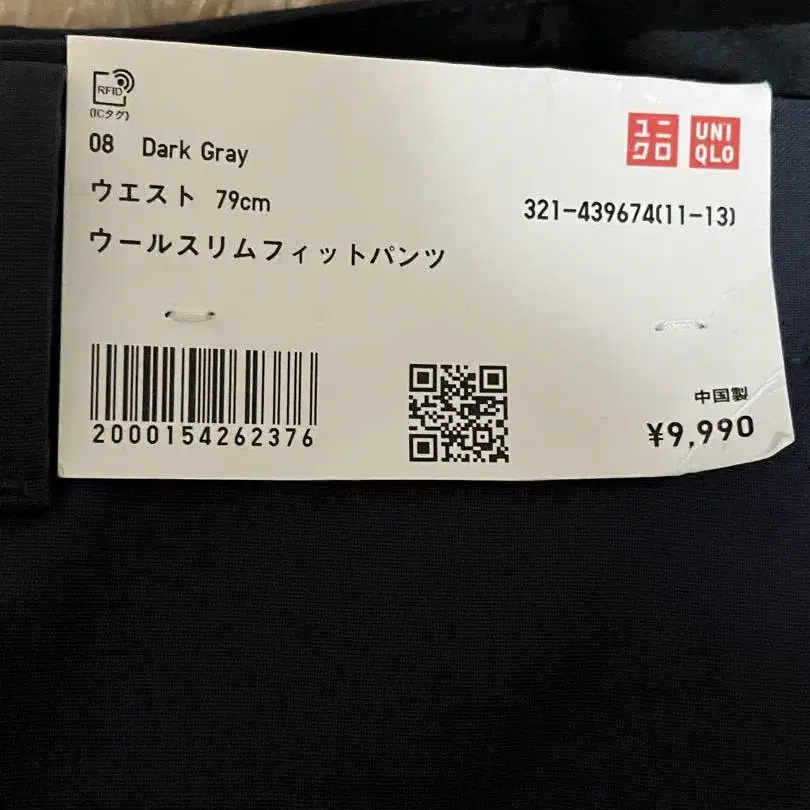 RFID
(ICタグ)
08 Dark Gray
ユニ
クロ
UNI
QLO
ウエスト 79cm
321-439674(11-13)
ウールスリムフィットパンツ
2000154262376
中国製
¥9,990